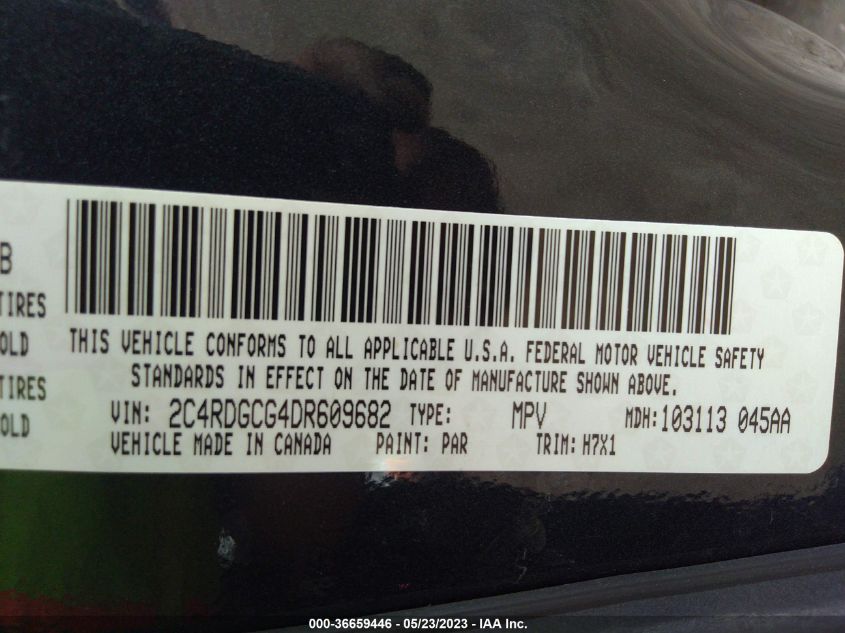 B
TIRES
OLD
TIRES
OLD
THIS VEHICLE CONFORMS TO ALL APPLICABLE U.S.A. FEDERAL MOTOR VEHICLE SAFETY
STANDARDS IN EFFECT ON THE DATE OF MANUFACTURE SHOWN ABOVE.
VIN: 2C4RDGCG4DR609682 TYPE: MPV MDH:103113 045AA
VEHICLE MADE IN CANADA PAINT: PAR TRIM: H7X1
000-36659446 - 05/23/2023 - IAA Inc.